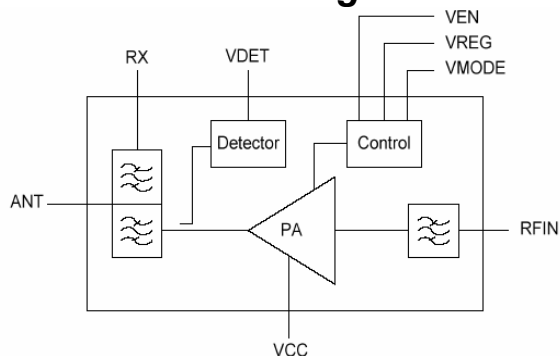 VEN
VREG
VMODE
RX
VDET
Detector
Control
ANT
PA
RFIN
VCC